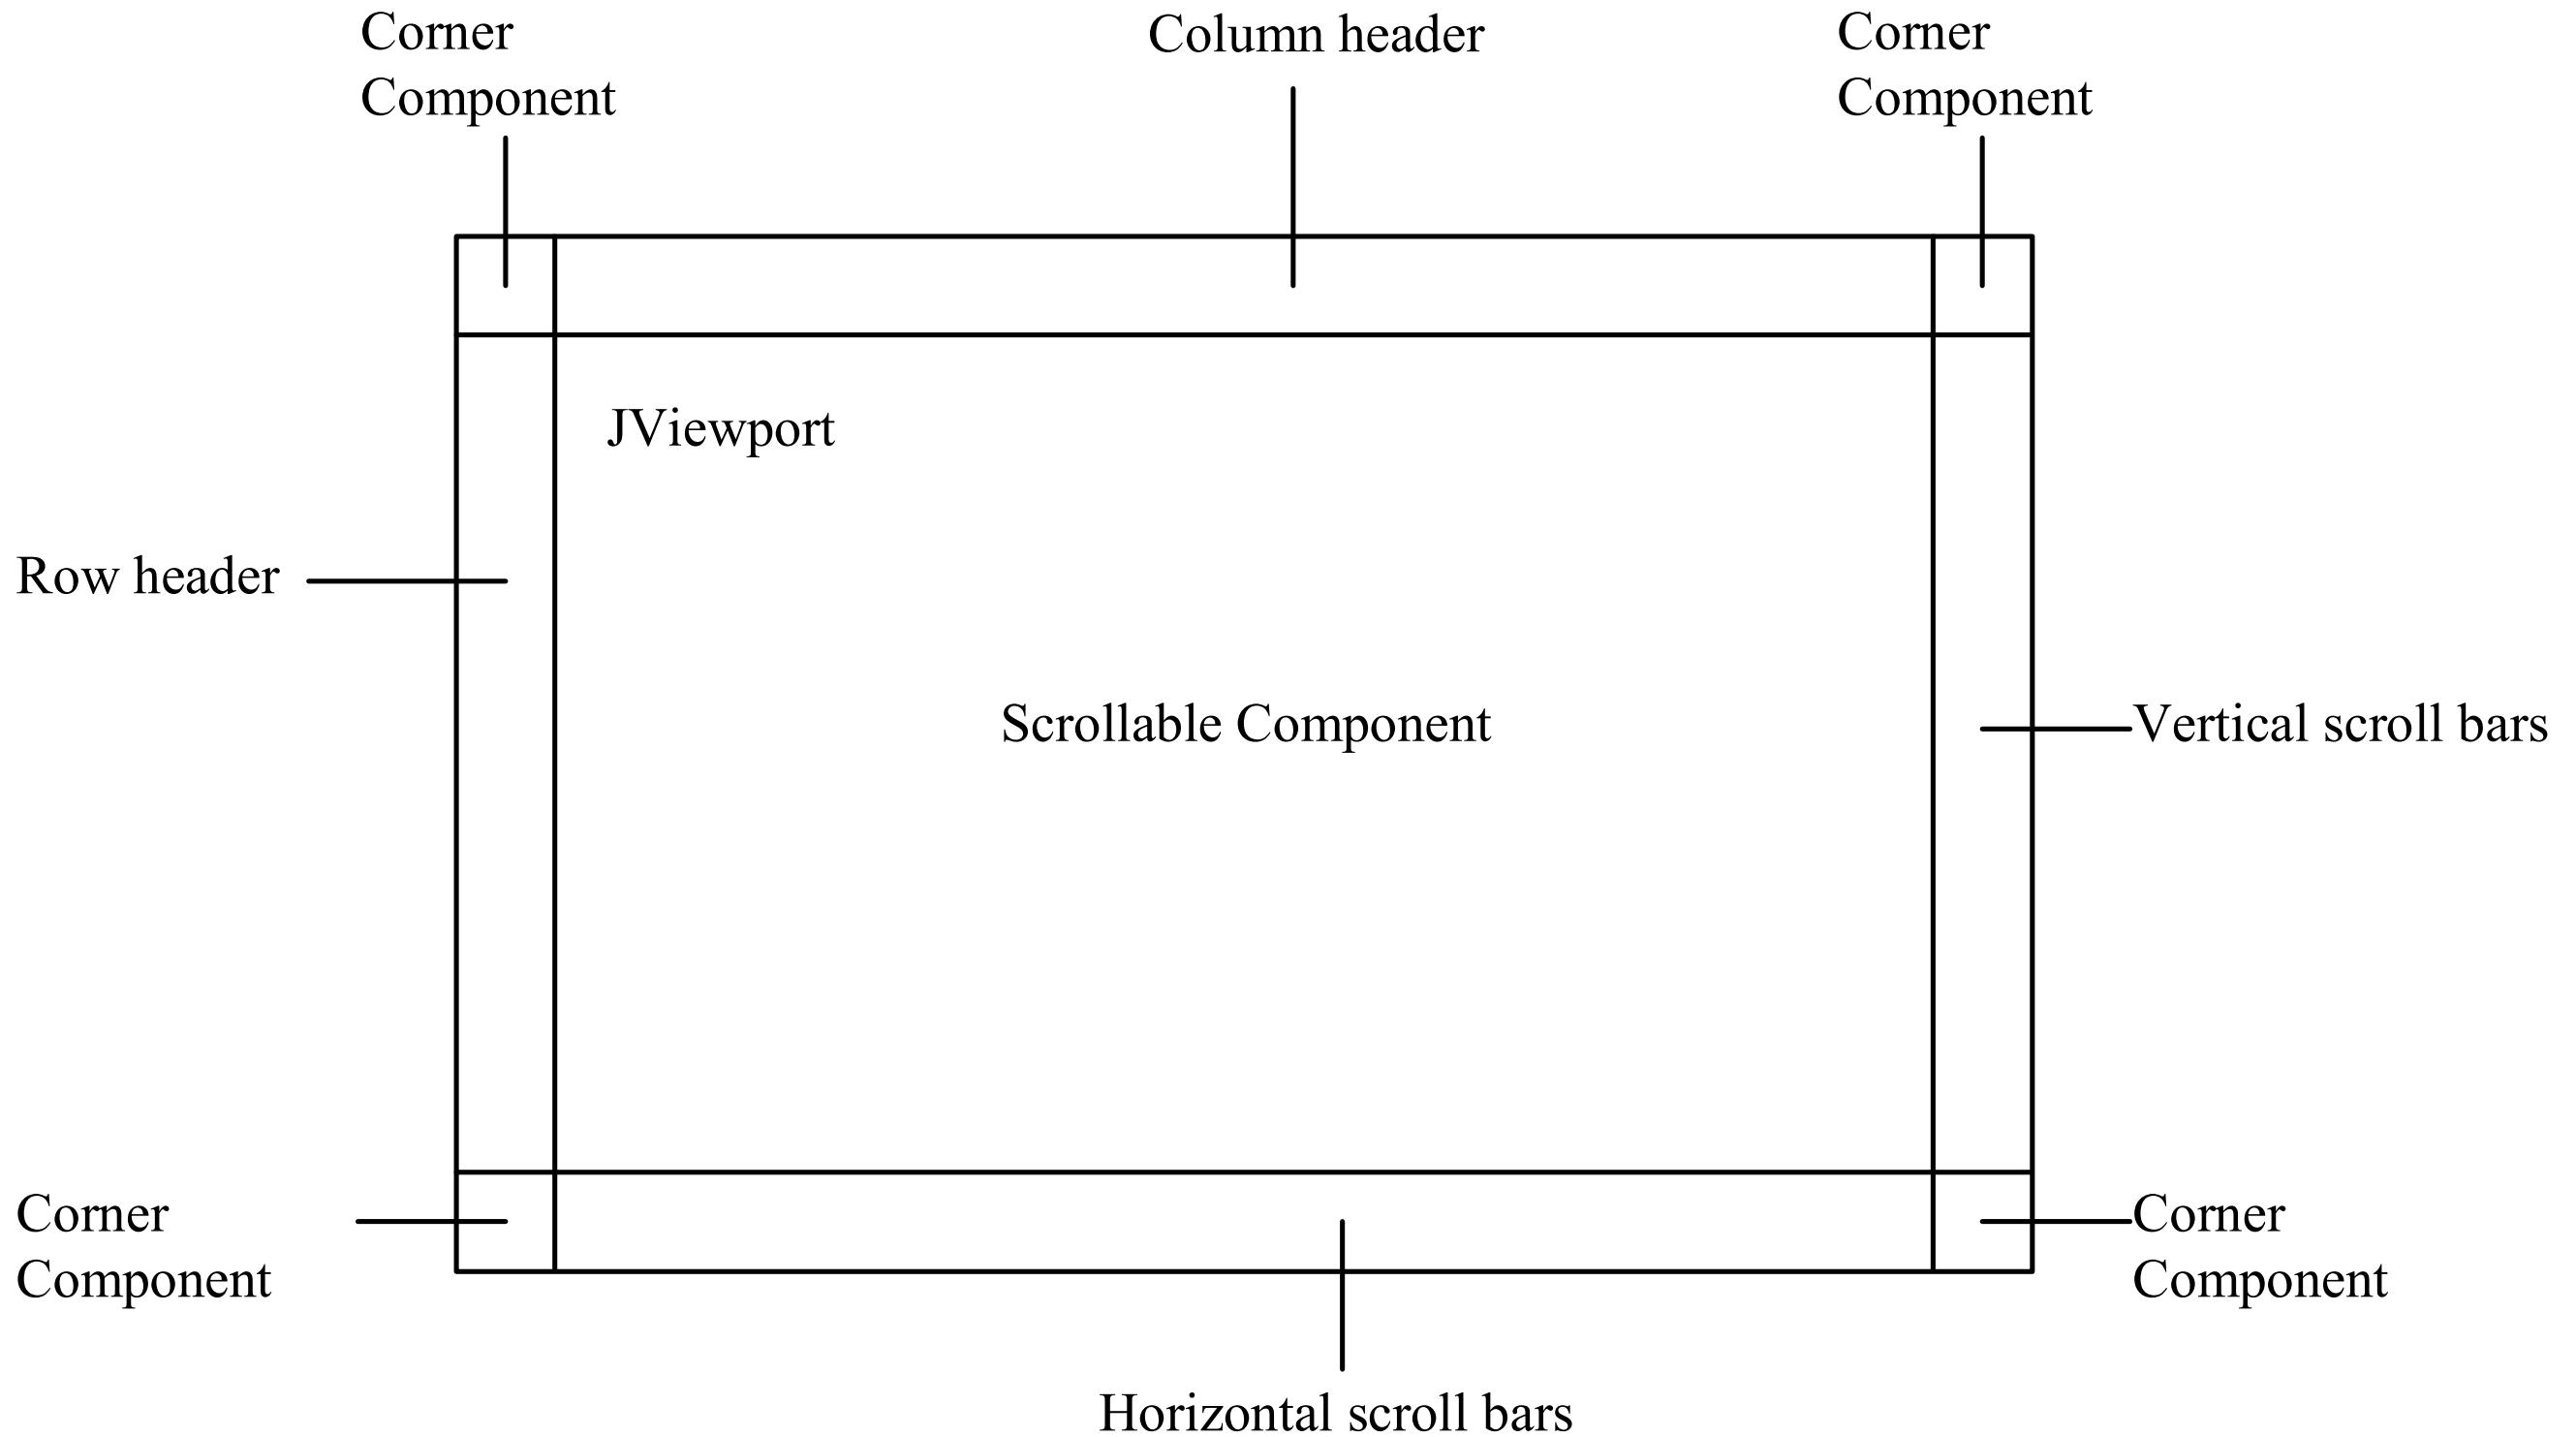 Corner
Component
Column header
Corner
Component
JViewport
Row header
Scrollable Component
Vertical scroll bars
Corner
Component
Corner
Component
Horizontal scroll bars